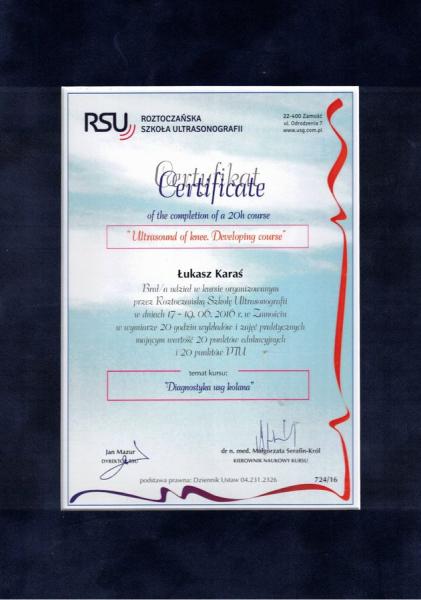 RSU ROZTOCZAŃSKA
SZKOŁA ULTRASONOGRAFII
22-400 Zamość
ul. Odrodzenia 7
www.usg.com.pl
Certyfikat
Certificate
of the completion of a 20h course
"Ultrasound of knee. Developing course"
Łukasz Karaś
Brał/a udział w kursie organizowanym
przez Roztoczańską Szkołę Ultrasonografii
w dniach 17 - 19. 06. 2016 r. w Zamościu
w wymiarze 20 godzin wykładów i zajęć praktycznych
mającym wartość 20 punktów edukacyjnych
i 20 punktów PTU
temat kursu:
"Diagnostyka usg kolana"
Jan Mazur
DYREKTOR RSU
dr n. med. Małgorzata Serafin-Król
KIEROWNIK NAUKOWY KURSU
podstawa prawna: Dziennik Ustaw 04.231.2326
724/16